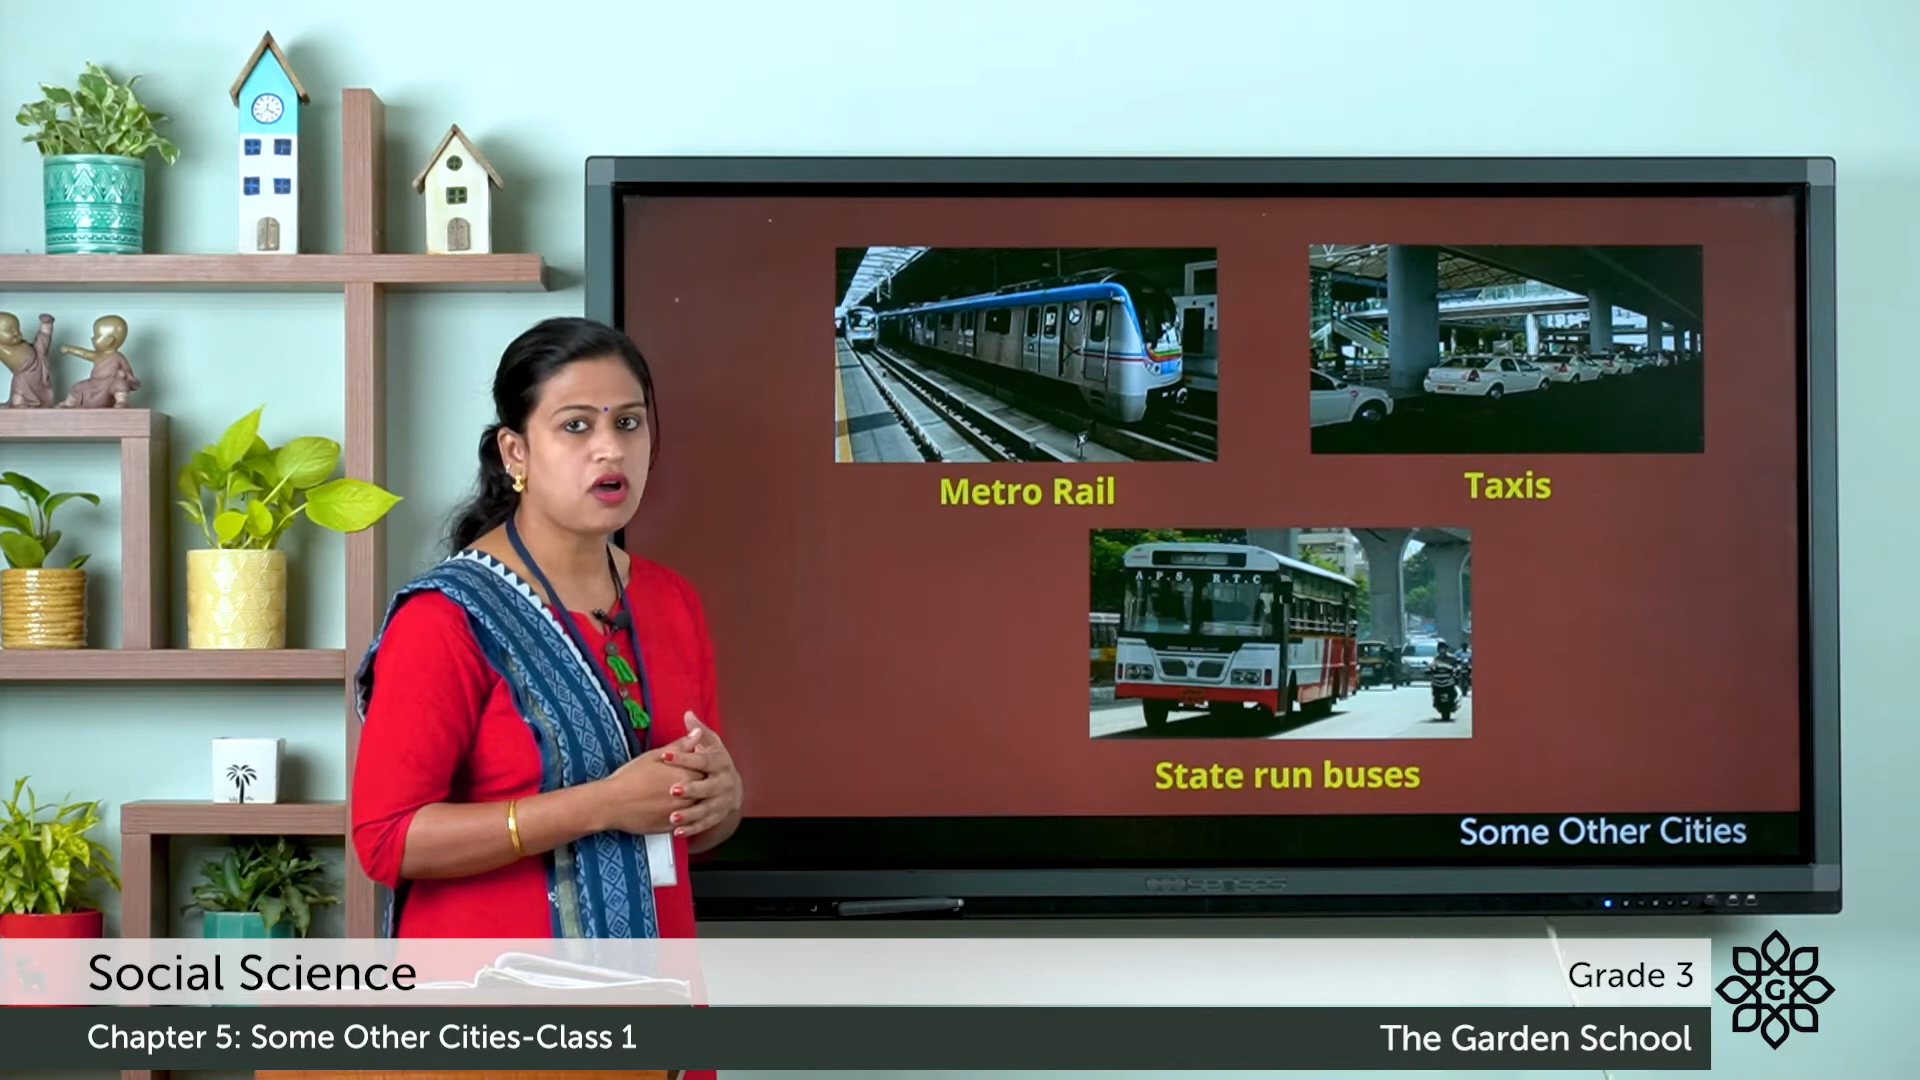 Metro Rail
Taxis
A.P.S. R.T.C
State run buses
Some Other Cities
Social Science
Grade 3
G
Chapter 5: Some Other Cities-Class 1
The Garden School